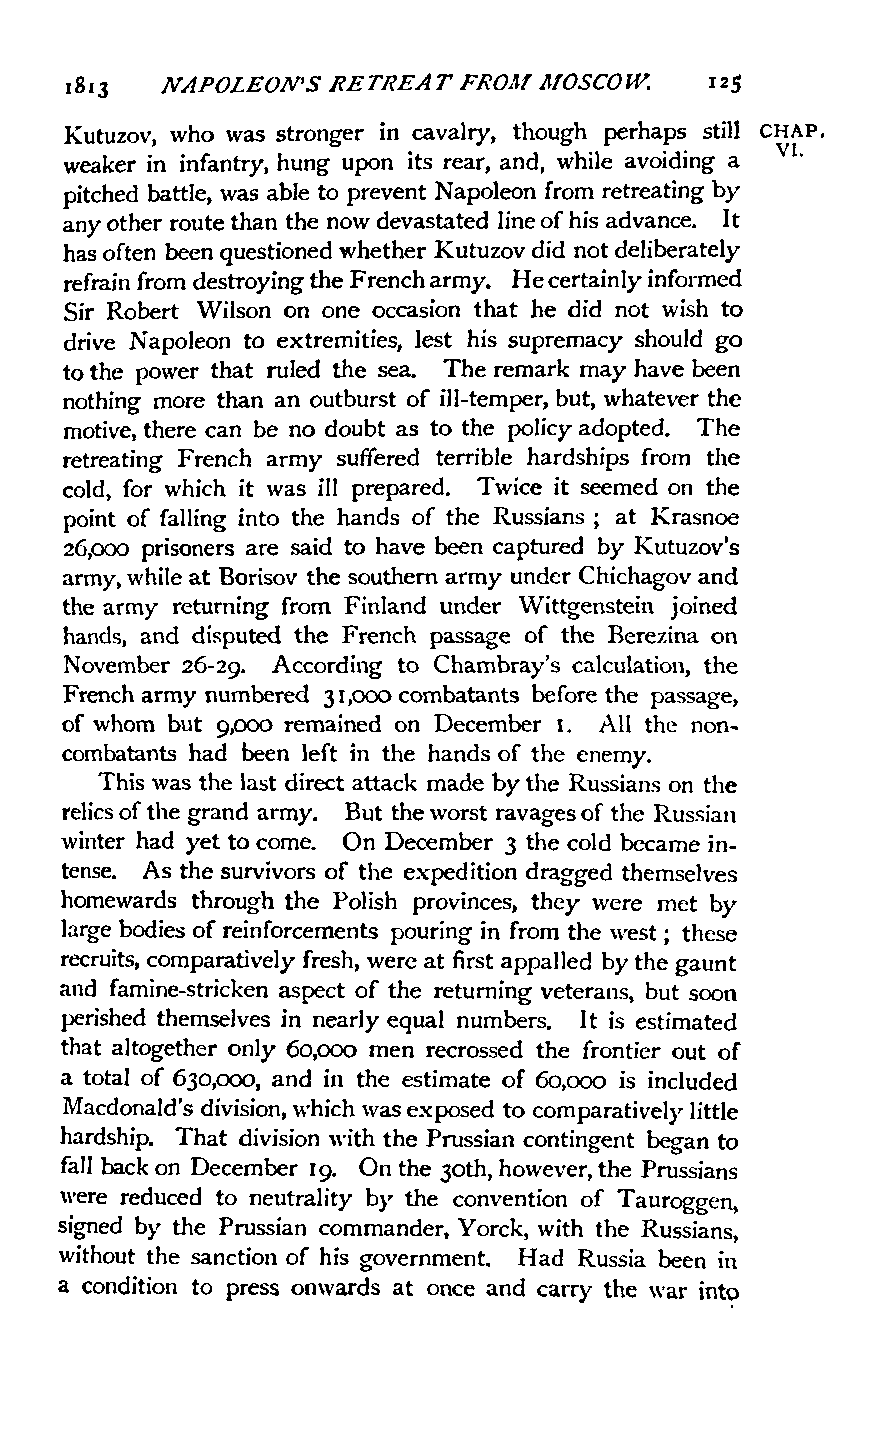 1813 NAPOLEON'S RETREAT FROM MOSCOW. 125
Kutuzov, who was stronger in cavalry, though perhaps still CHAP.
weaker in infantry, hung upon its rear, and, while avoiding a VI.
pitched battle, was able to prevent Napoleon from retreating by
any other route than the now devastated line of his advance. It
has often been questioned whether Kutuzov did not deliberately
refrain from destroying the French army. He certainly informed
Sir Robert Wilson on one occasion that he did not wish to
drive Napoleon to extremities, lest his supremacy should go
to the power that ruled the sea. The remark may have been
nothing more than an outburst of ill-temper, but, whatever the
motive, there can be no doubt as to the policy adopted. The
retreating French army suffered terrible hardships from the
cold, for which it was ill prepared. Twice it seemed on the
point of falling into the hands of the Russians ; at Krasnoe
26,000 prisoners are said to have been captured by Kutuzov's
army, while at Borisov the southern army under Chichagov and
the army returning from Finland under Wittgenstein joined
hands, and disputed the French passage of the Berezina on
November 26-29. According to Chambray's calculation, the
French army numbered 31,000 combatants before the passage,
of whom but 9,000 remained on December 1. All the non-
combatants had been left in the hands of the enemy.
This was the last direct attack made by the Russians on the
relics of the grand army. But the worst ravages of the Russian
winter had yet to come. On December 3 the cold became in-
tense. As the survivors of the expedition dragged themselves
homewards through the Polish provinces, they were met by
large bodies of reinforcements pouring in from the west ; these
recruits, comparatively fresh, were at first appalled by the gaunt
and famine-stricken aspect of the returning veterans, but soon
perished themselves in nearly equal numbers. It is estimated
that altogether only 60,000 men recrossed the frontier out of
a total of 630,000, and in the estimate of 60,000 is included
Macdonald's division, which was exposed to comparatively little
hardship. That division with the Prussian contingent began to
fall back on December 19. On the 30th, however, the Prussians
were reduced to neutrality by the convention of Tauroggen,
signed by the Prussian commander, Yorck, with the Russians,
without the sanction of his government. Had Russia been in
a condition to press onwards at once and carry the war into